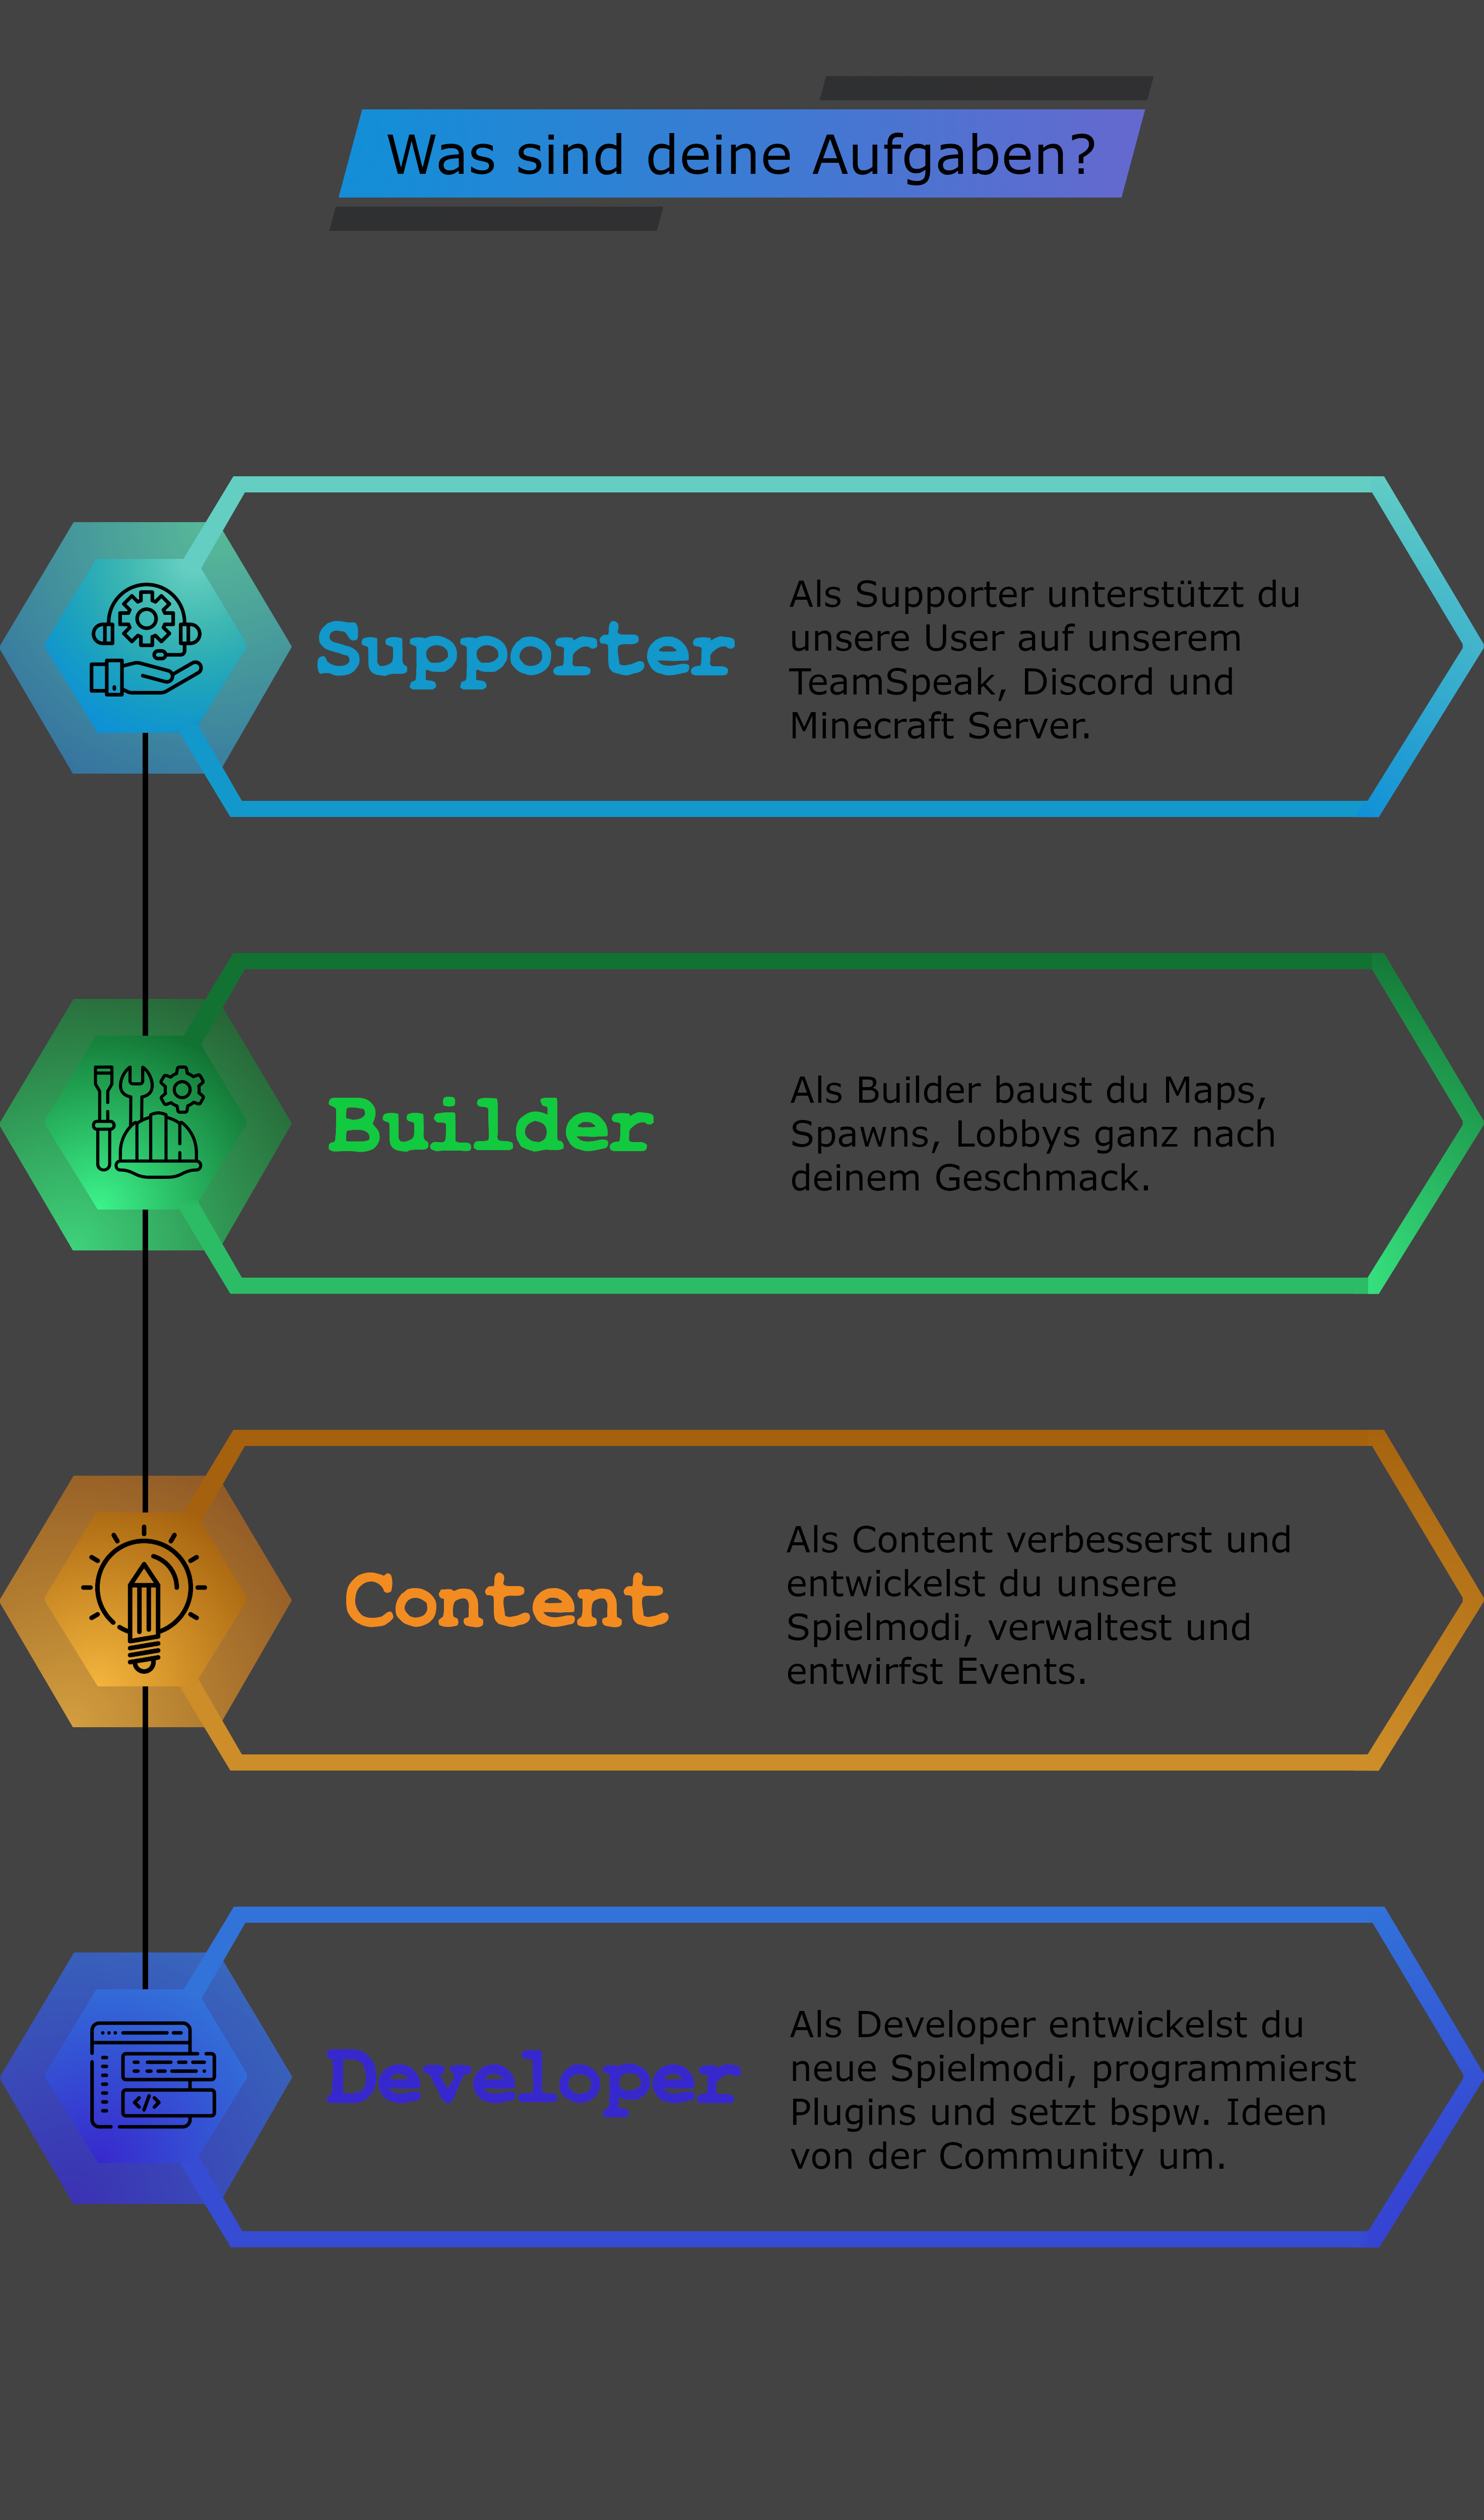 Was sind deine Aufgaben?
Supporter
Als Supporter unterstützt du
unsere User auf unserem
TeamSpeak, Discord und
Minecraft Server.
Builder
Als Builder baust du Maps,
Spawns, Lobbys ganz nach
deinem Geschmack.
Content
Als Content verbesserst und
entwickelst du unsere
Spielmodi, verwaltest und
entwirfst Events.
Developer
Als Developer entwickelst du
neue Spielmodi, programmierst
Plugins und setzt bspw. Ideen
von der Community um.